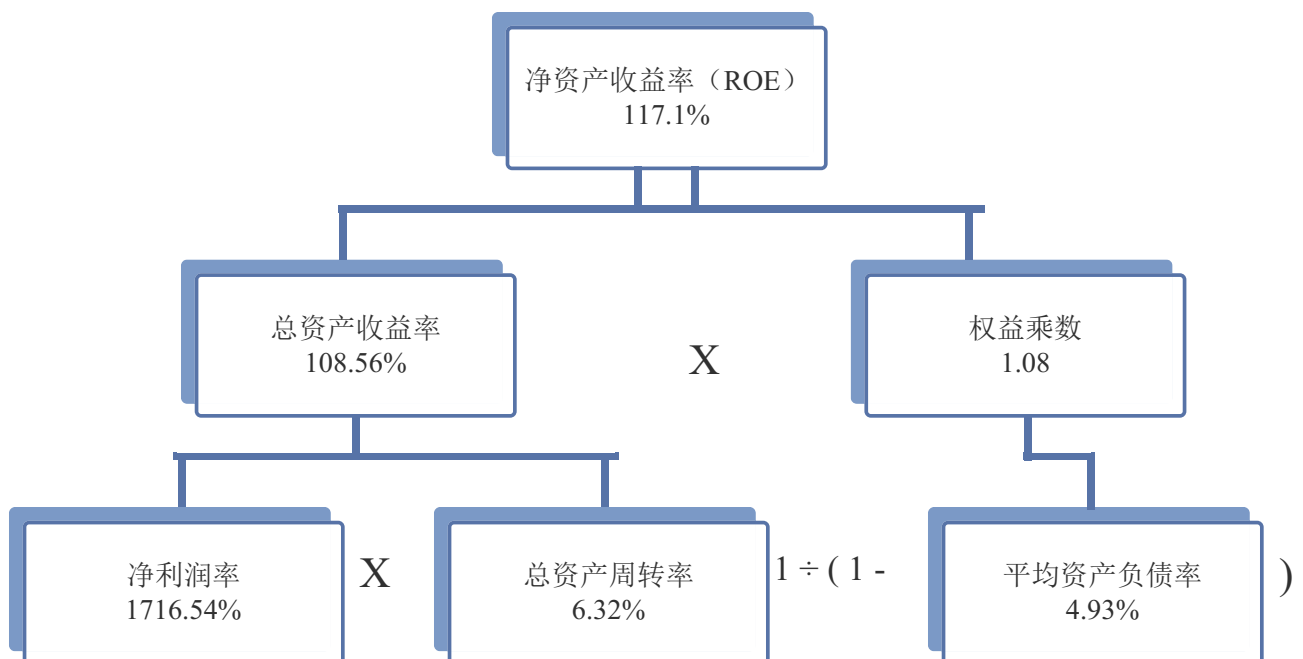 净资产收益率（ROE）
117.1%
总资产收益率
108.56%
X
权益乘数
1.08
净利润率
1716.54%
X
总资产周转率
6.32%
1 ÷ ( 1 -
平均资产负债率
4.93%
)